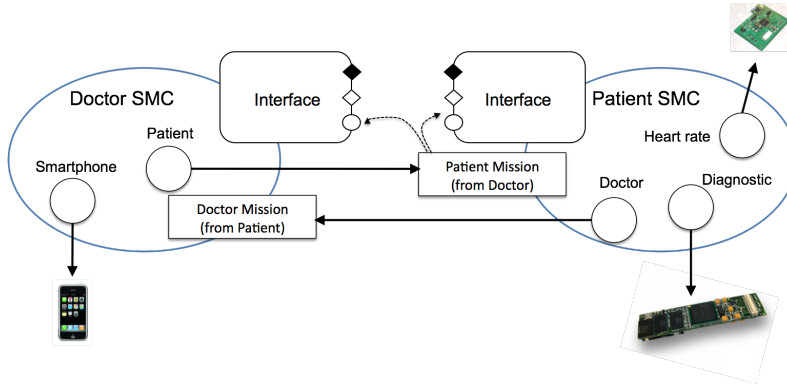 Doctor SMC
Interface
Interface
Patient SMC
Patient
Heart rate
Smartphone
Patient Mission
(from Doctor)
Doctor
Diagnostic
Doctor Mission
(from Patient)